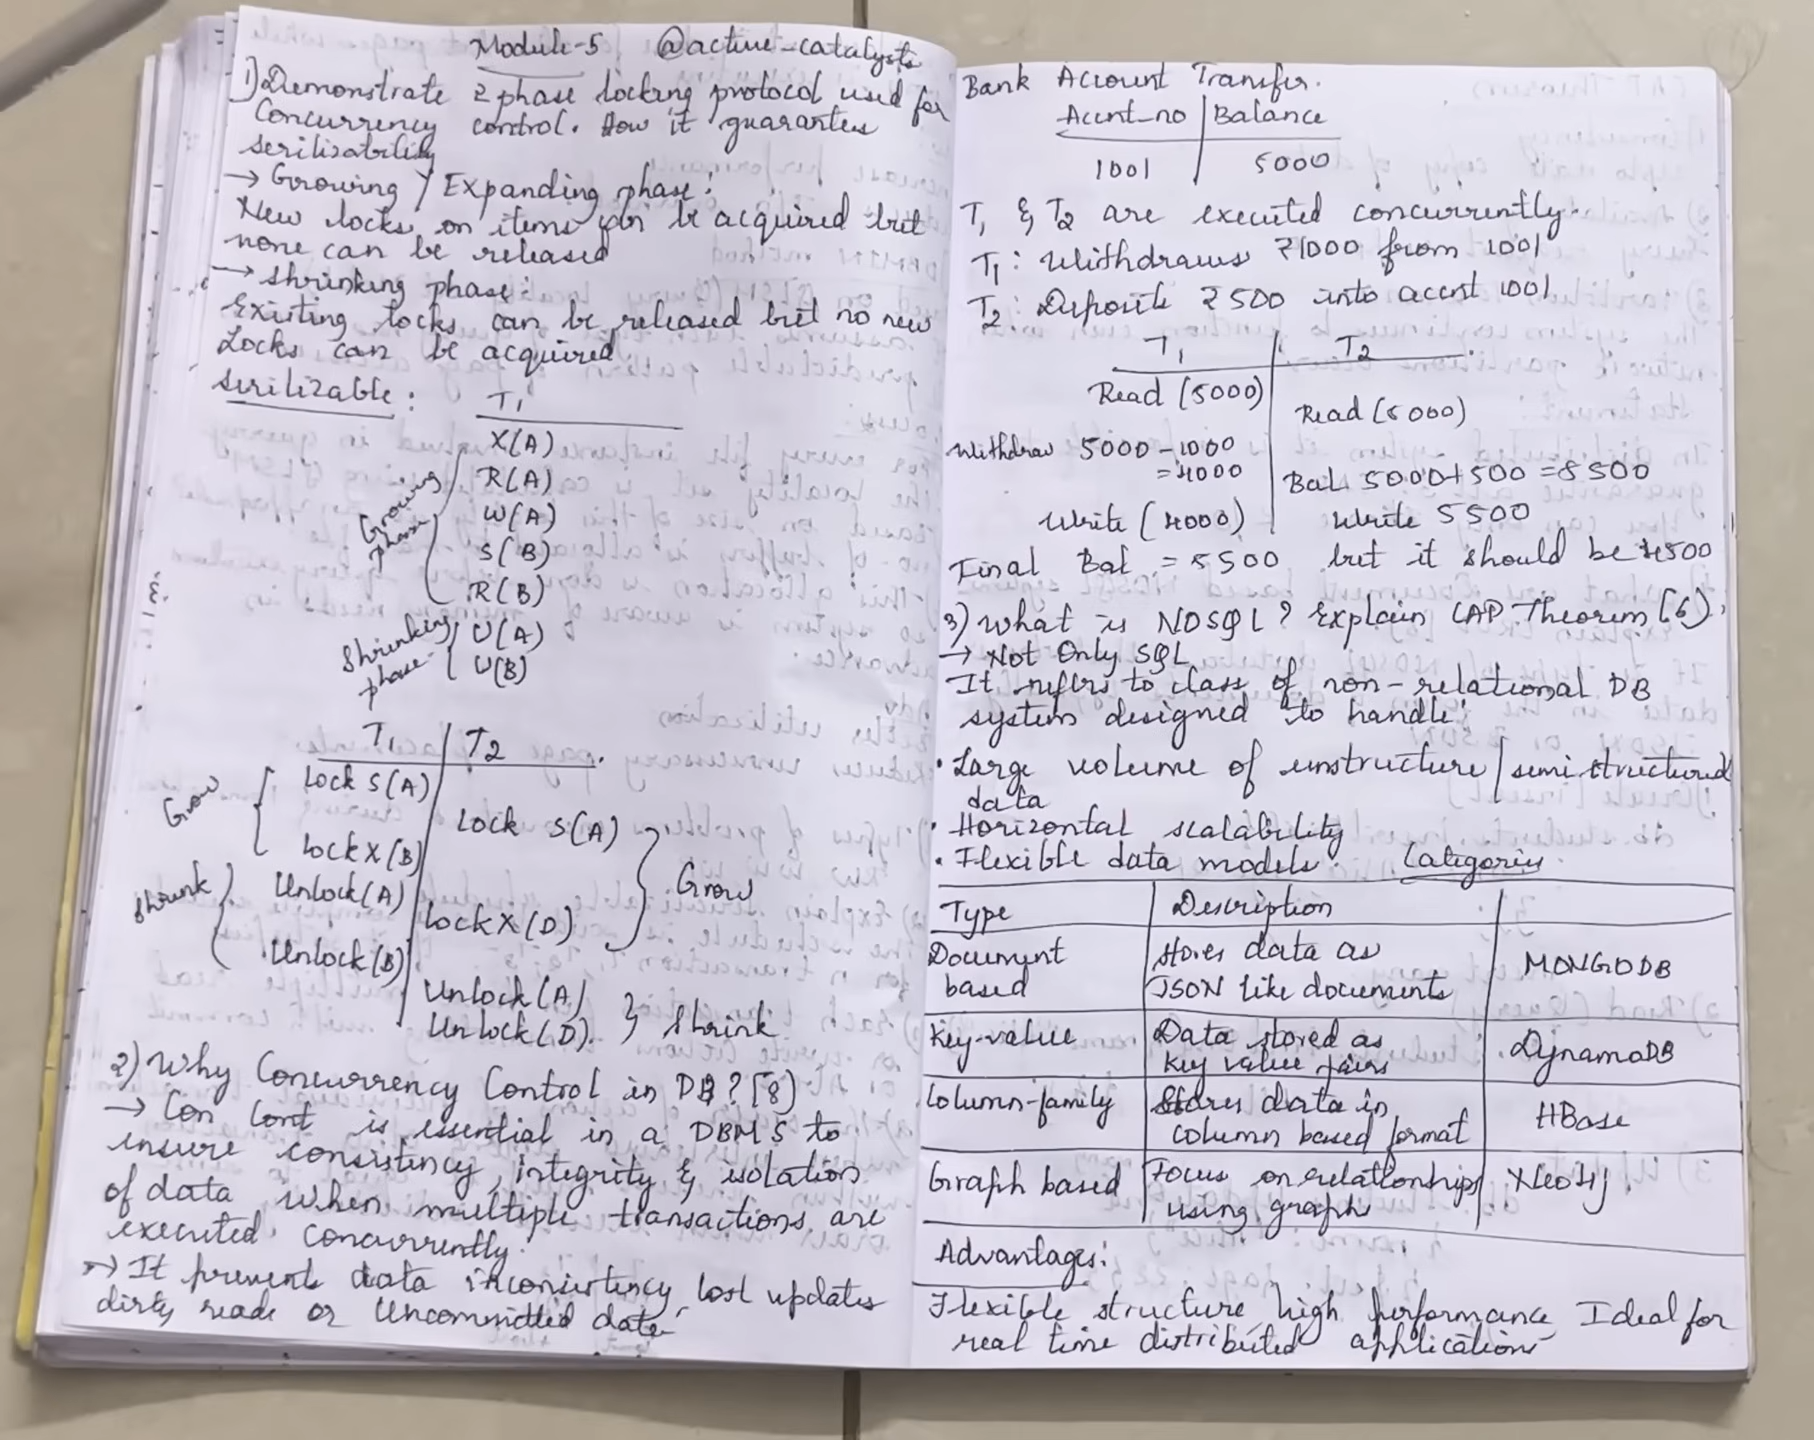 Module-5 @active-catalysts
1) Demonstrate 2 phase locking protocol used for
Concurrency control. How it guarantees
serilizability
→ Growing / Expanding phase:
New locks on items can be acquired but
none can be released
→ shrinking phase:
Existing locks can be released but no new
Locks can be acquired
serilizable :
T1
X(A)
R(A)
W(A)
S(B)
R(B)
Growing phase
U(A)
U(B)
Shrinking phase
T1 | T2
Lock S(A)
Lock S(A)
Lock X(B)
Grow
Unlock(A)
Lock X(D)
Grow
Unlock(B)
Shrink
Unlock(A)
Unlock(D). } Shrink
2) Why Concurrency Control in DB? [8)
→ Con Cont is essential in a DBMS to
ensure consistency, integrity & isolation
of data when multiple transactions are
executed concurrently.
→ It prevents data inconsistency, lost updates
dirty reads or Uncommitted data
Bank Account Transfer.
Accnt_no | Balance
1001 | 5000
T1 & T2 are executed concurrently.
T1: Withdraws ₹1000 from 1001
T2: Deposits ₹500 into accnt 1001
T1 | T2
Read (5000)
Read (5000)
Withdraw 5000-1000
=4000
Bal 5000+500 = 5500
Write (4000) Write 5500
Final Bal = 5500 but it should be 4500
3) What is NOSQL? Explain CAP Theorem [6)
→ Not Only SQL
It refers to class of non-relational DB
system designed to handle:
• Large volume of unstructure / semi structured
data
• Horizontal scalability
• Flexible data models. Categories
Type | Description
Document based | Stores data as JSON like documents | MONGODB
Key-value | Data stored as key value pairs | DynamoDB
Column-family | Stores data in column based format | HBase
Graph based | Focus on relationships using graphs | Neo4j
Advantages:
Flexible structure, high performance, Ideal for
real time distributed applications